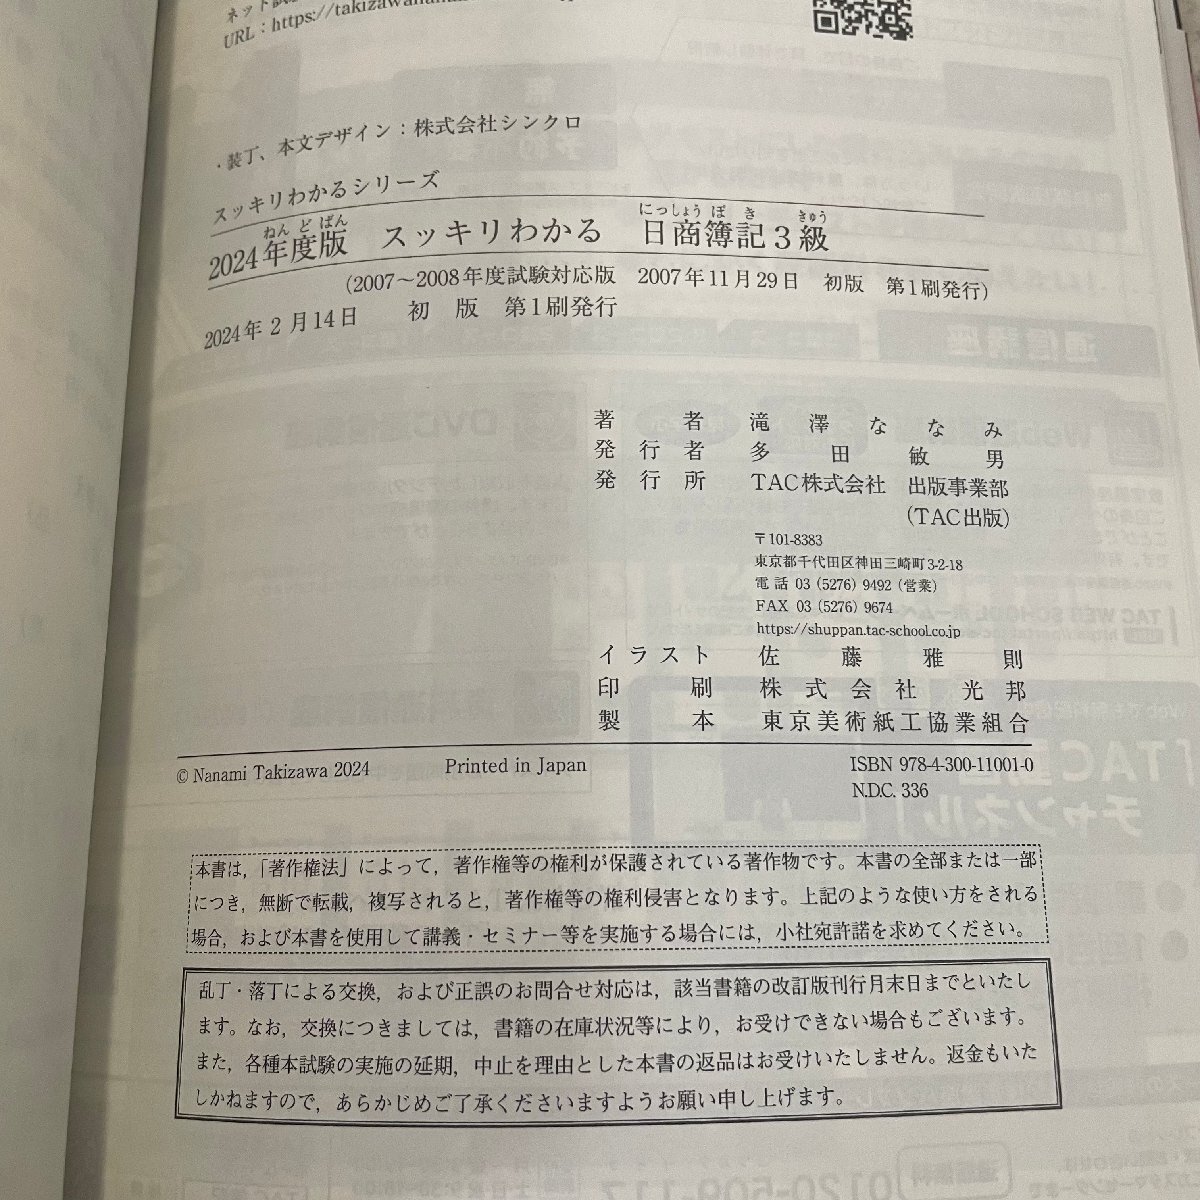 URL：https://takizawanana
・装丁、本文デザイン：株式会社シンクロ
スッキリわかるシリーズ
ねん ど ばん にっしょう ぼ き きゅう
2024年度版 スッキリわかる 日商簿記3級
(2007～2008年度試験対応版 2007年11月29日 初版 第1刷発行)
2024年2月14日 初 版 第1刷発行
著 者 滝 澤 な な み
発 行 者 多 田 敏 男
発 行 所 TAC株式会社 出版事業部
(TAC出版)
〒101-8383
東京都千代田区神田三崎町3-2-18
電話 03 (5276) 9492 (営業)
FAX 03 (5276) 9674
https://shuppan.tac-school.co.jp
イ ラ ス ト 佐 藤 雅 則
印 刷 株 式 会 社 光 邦
製 本 東京美術紙工協業組合
© Nanami Takizawa 2024 Printed in Japan ISBN 978-4-300-11001-0
N.D.C. 336
本書は，「著作権法」によって，著作権等の権利が保護されている著作物です。本書の全部または一部
につき，無断で転載，複写されると，著作権等の権利侵害となります。上記のような使い方をされる
場合，および本書を使用して講義・セミナー等を実施する場合には，小社宛許諾を求めてください。
乱丁・落丁による交換，および正誤のお問合せ対応は，該当書籍の改訂版刊行月末日までといたし
ます。なお，交換につきましては，書籍の在庫状況等により，お受けできない場合もございます。
また，各種本試験の実施の延期，中止を理由とした本書の返品はお受けいたしません。返金もいた
しかねますので，あらかじめご了承くださいますようお願い申し上げます。